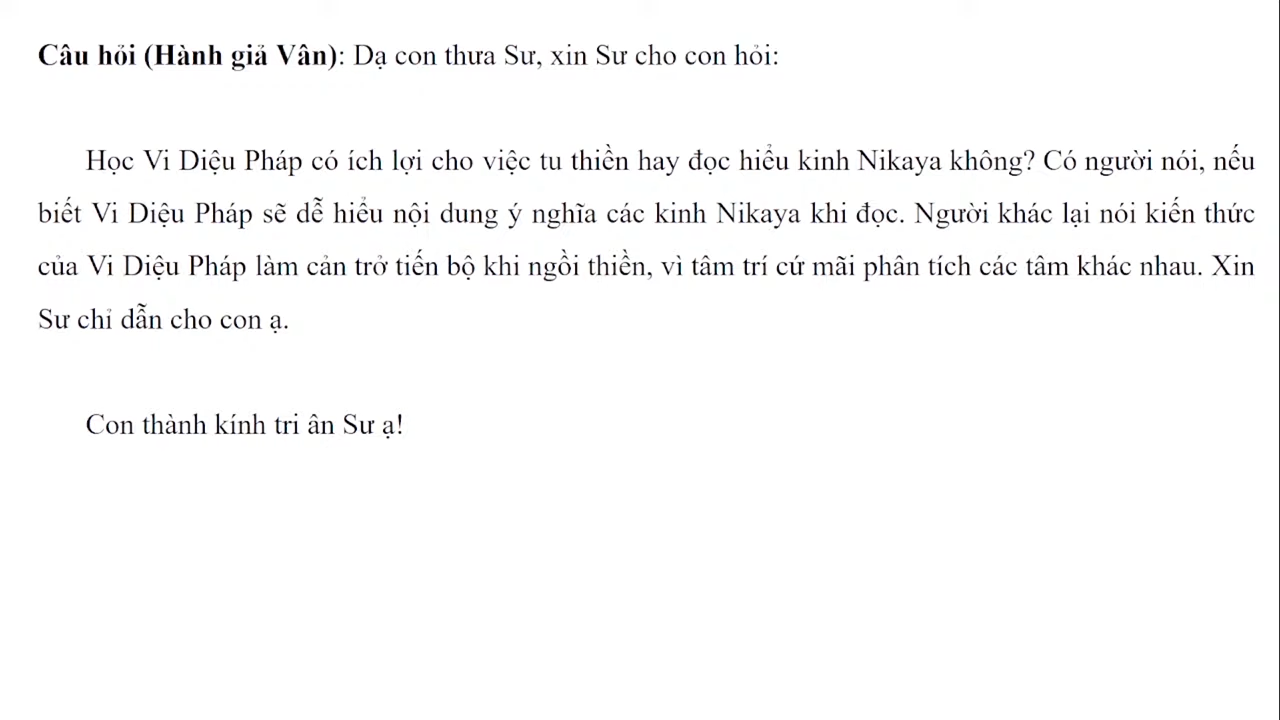 Câu hỏi (Hành giả Vân): Dạ con thưa Sư, xin Sư cho con hỏi:
Học Vi Diệu Pháp có ích lợi cho việc tu thiền hay đọc hiểu kinh Nikaya không? Có người nói, nếu
biết Vi Diệu Pháp sẽ dễ hiểu nội dung ý nghĩa các kinh Nikaya khi đọc. Người khác lại nói kiến thức
của Vi Diệu Pháp làm cản trở tiến bộ khi ngồi thiền, vì tâm trí cứ mãi phân tích các tâm khác nhau. Xin
Sư chỉ dẫn cho con ạ.
Con thành kính tri ân Sư ạ!